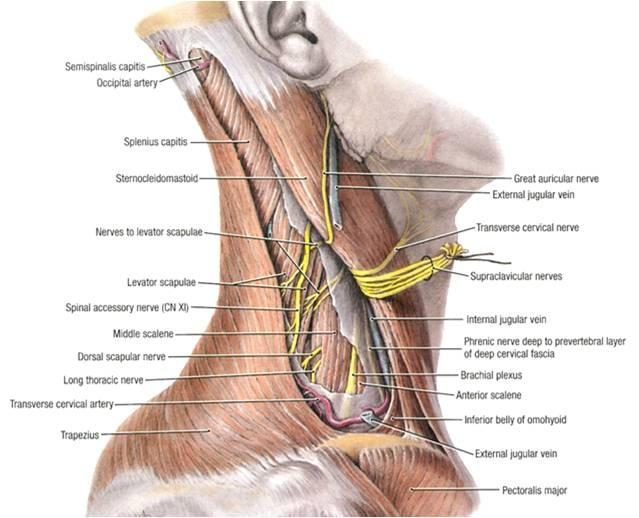 Semispinalis capitis
Occipital artery
Splenius capitis
Sternocleidomastoid
Nerves to levator scapulae
Levator scapulae
Spinal accessory nerve (CN XI)
Middle scalene
Dorsal scapular nerve
Long thoracic nerve
Transverse cervical artery
Trapezius
Great auricular nerve
External jugular vein
Transverse cervical nerve
Supraclavicular nerves
Internal jugular vein
Phrenic nerve deep to prevertebral layer
of deep cervical fascia
Brachial plexus
Anterior scalene
Inferior belly of omohyoid
External jugular vein
Pectoralis major